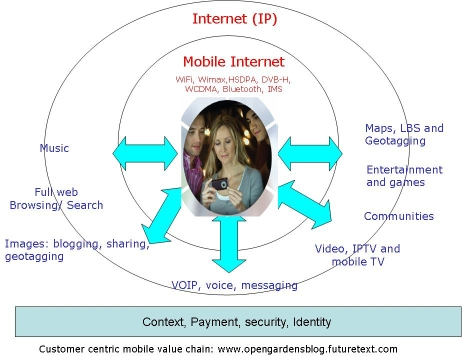 Internet (IP)
Mobile Internet
WiFi, Wimax,HSDPA, DVB-H,
WCDMA, Bluetooth, IMS
Music
Full web
Browsing/ Search
Images: blogging, sharing,
geotagging
VOIP, voice, messaging
Maps, LBS and
Geotagging
Entertainment
and games
Communities
Video, IPTV and
mobile TV
Context, Payment, security, Identity
Customer centric mobile value chain: www.opengardensblog.futuretext.com